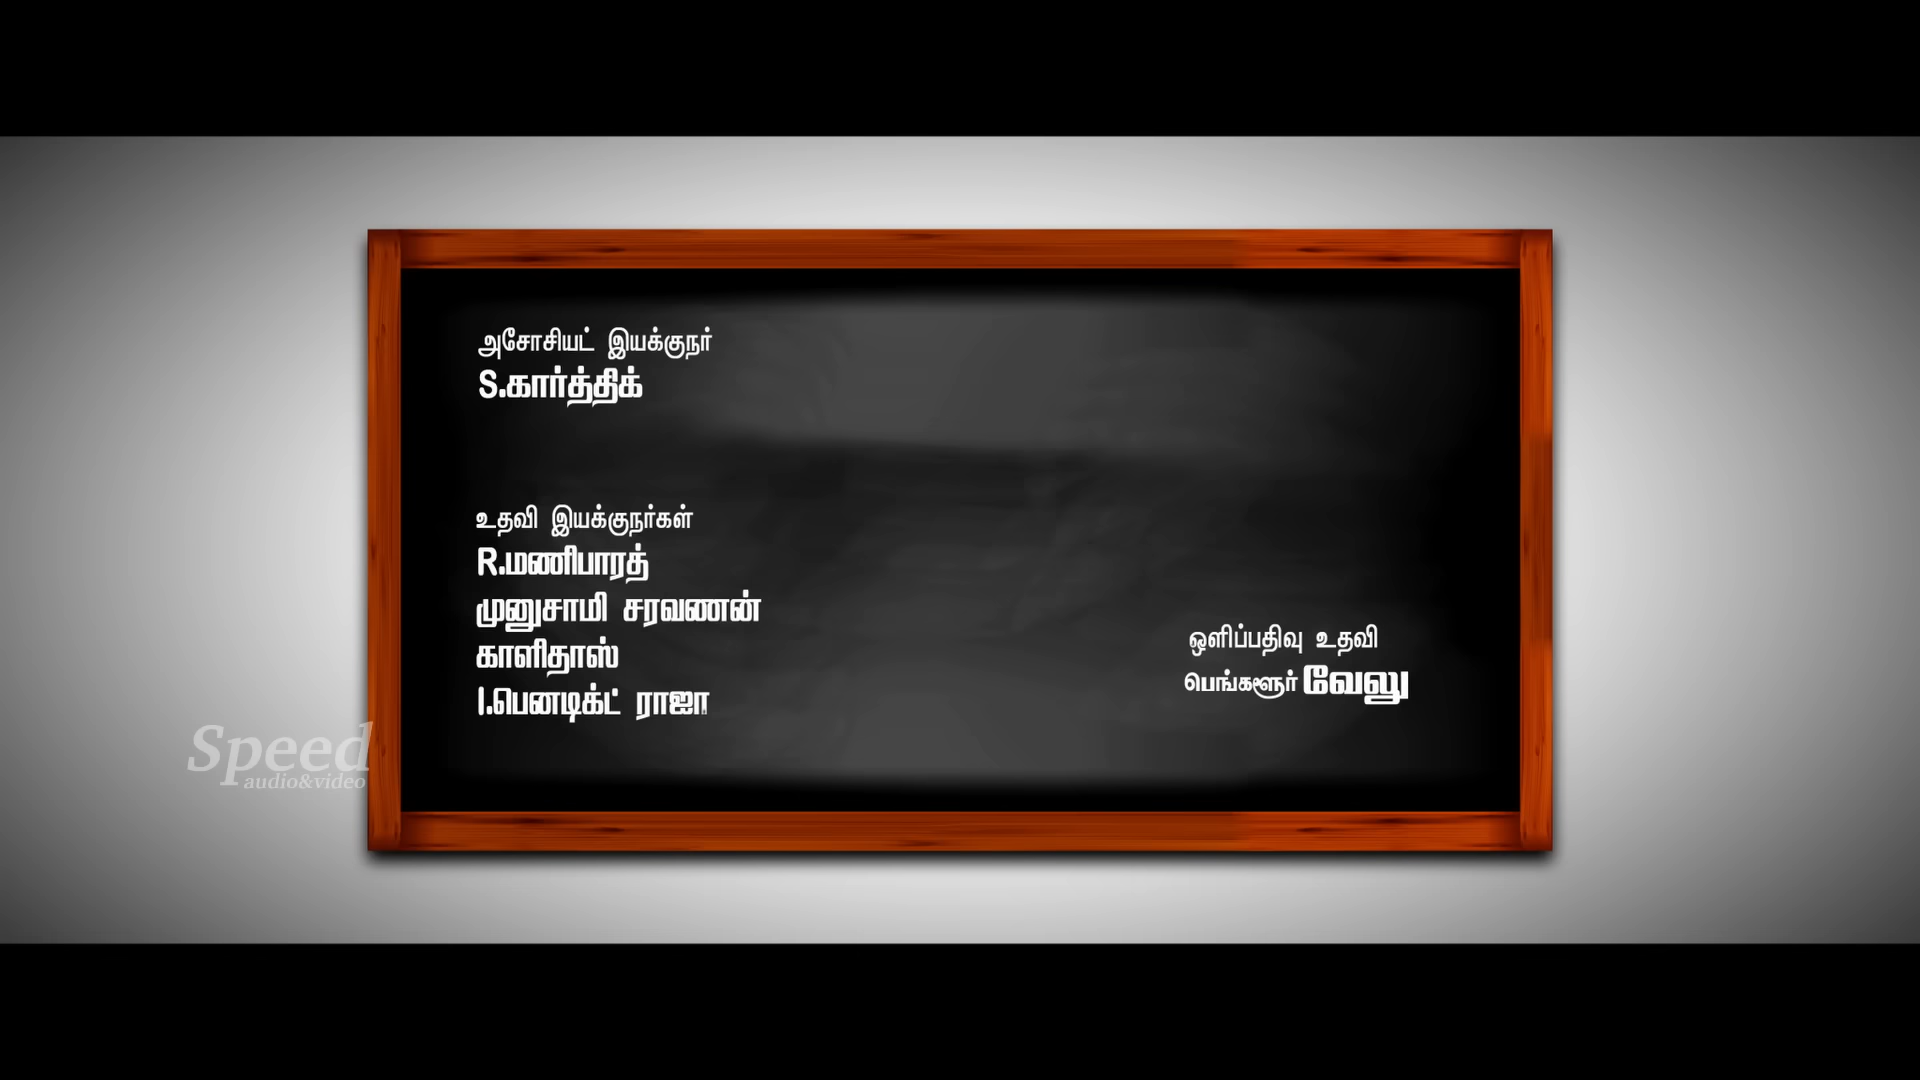 அசோசியட் இயக்குநர்
S.கார்த்திக்
உதவி இயக்குநர்கள்
R.மணிபாரத்
முனுசாமி சரவணன்
காளிதாஸ்
I.பெனடிக்ட் ராஜா
ஒளிப்பதிவு உதவி
பெங்களூர் வேலு
Speed
audio&video